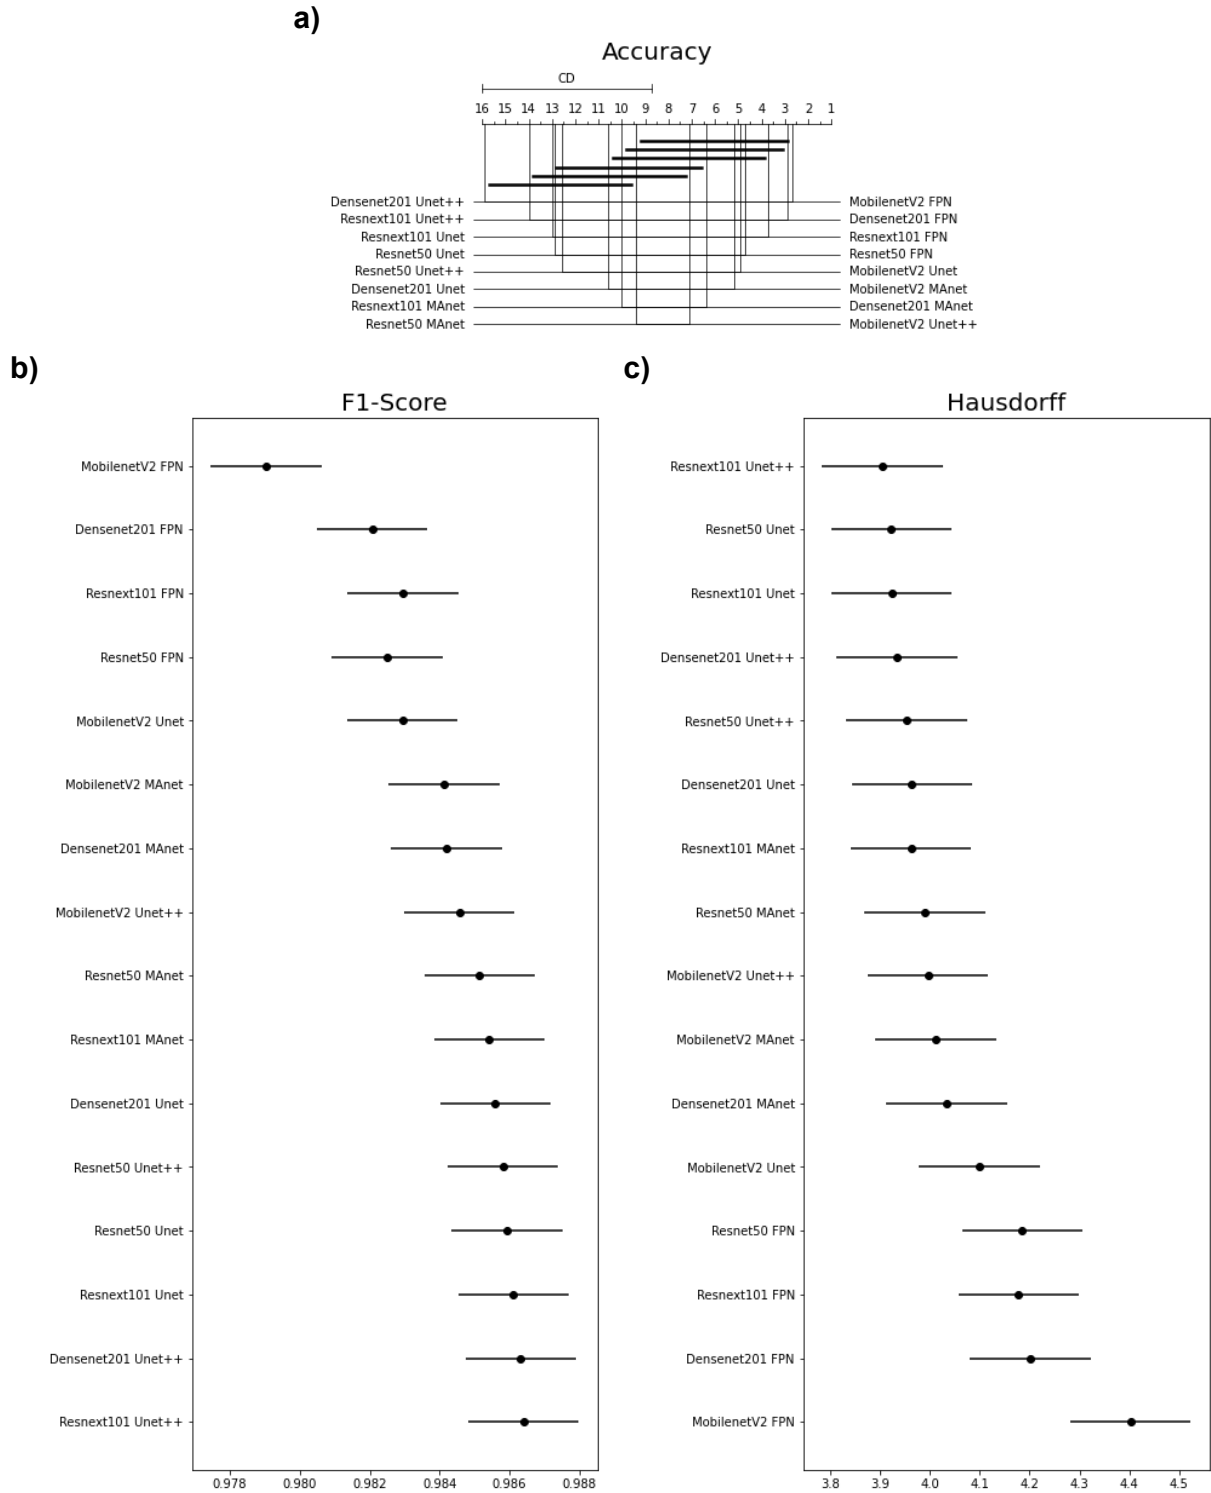 a)
Accuracy
CD
16 15 14 13 12 11 10 9 8 7 6 5 4 3 2 1
Densenet201 Unet++ MobilenetV2 FPN
Resnext101 Unet++ Densenet201 FPN
Resnext101 Unet Resnext101 FPN
Resnet50 Unet Resnet50 FPN
Resnet50 Unet++ MobilenetV2 Unet
Densenet201 Unet MobilenetV2 MAnet
Resnext101 MAnet Densenet201 MAnet
Resnet50 MAnet MobilenetV2 Unet++
b)
F1-Score
MobilenetV2 FPN
Densenet201 FPN
Resnext101 FPN
Resnet50 FPN
MobilenetV2 Unet
MobilenetV2 MAnet
Densenet201 MAnet
MobilenetV2 Unet++
Resnet50 MAnet
Resnext101 MAnet
Densenet201 Unet
Resnet50 Unet++
Resnet50 Unet
Resnext101 Unet
Densenet201 Unet++
Resnext101 Unet++
0.978 0.980 0.982 0.984 0.986 0.988
c)
Hausdorff
Resnext101 Unet++
Resnet50 Unet
Resnext101 Unet
Densenet201 Unet++
Resnet50 Unet++
Densenet201 Unet
Resnext101 MAnet
Resnet50 MAnet
MobilenetV2 Unet++
MobilenetV2 MAnet
Densenet201 MAnet
MobilenetV2 Unet
Resnet50 FPN
Resnext101 FPN
Densenet201 FPN
MobilenetV2 FPN
3.8 3.9 4.0 4.1 4.2 4.3 4.4 4.5